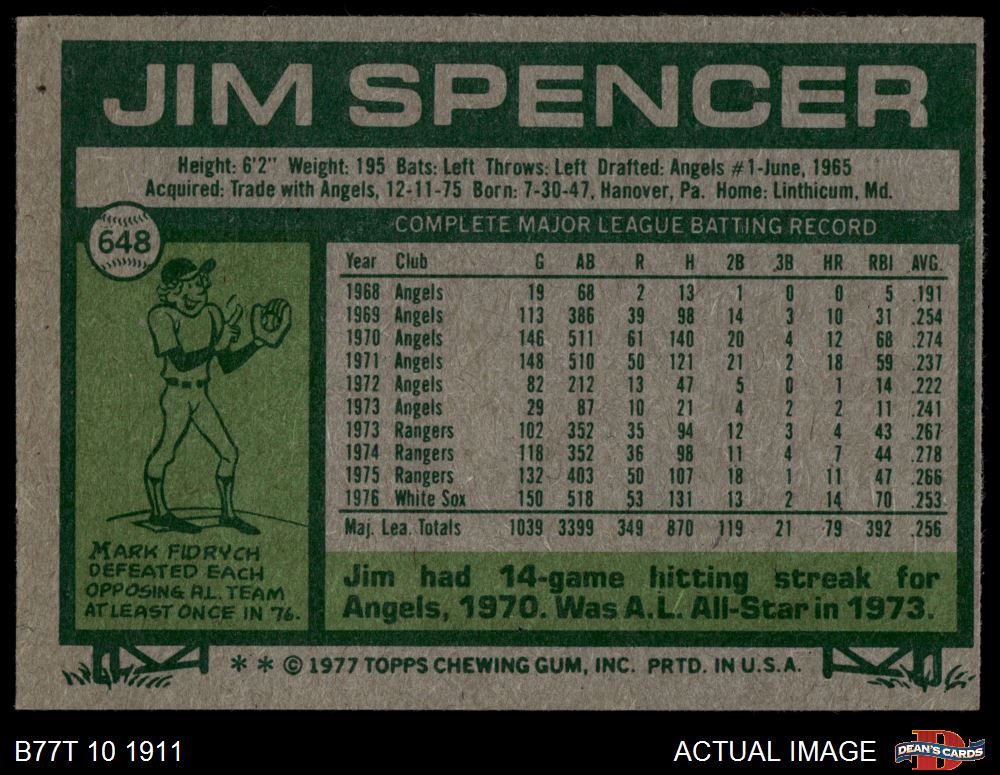 JIM SPENCER
Height: 6'2" Weight: 195 Bats: Left Throws: Left Drafted: Angels #1-June, 1965
Acquired: Trade with Angels, 12-11-75 Born: 7-30-47, Hanover, Pa. Home: Linthicum, Md.
648
COMPLETE MAJOR LEAGUE BATTING RECORD
Year Club G AB R H 2B 3B HR RBI AVG.
1968 Angels 19 68 2 13 1 0 0 5 .191
1969 Angels 113 386 39 98 14 3 10 31 .254
1970 Angels 146 511 61 140 20 4 12 68 .274
1971 Angels 148 510 50 121 21 2 18 59 .237
1972 Angels 82 212 13 47 5 0 1 14 .222
1973 Angels 29 87 10 21 4 2 2 11 .241
1973 Rangers 102 352 35 94 12 3 4 43 .267
1974 Rangers 118 352 36 98 11 4 7 44 .278
1975 Rangers 132 403 50 107 18 1 11 47 .266
1976 White Sox 150 518 53 131 13 2 14 70 .253
Maj. Lea. Totals 1039 3399 349 870 119 21 79 392 .256
MARK FIDRYCH
DEFEATED EACH
OPPOSING A.L. TEAM
AT LEAST ONCE IN '76.
Jim had 14-game hitting streak for
Angels, 1970. Was A.L. All-Star in 1973.
* * © 1977 TOPPS CHEWING GUM, INC. PRTD. IN U.S.A.
B77T 10 1911
ACTUAL IMAGE
DEAN'S CARDS